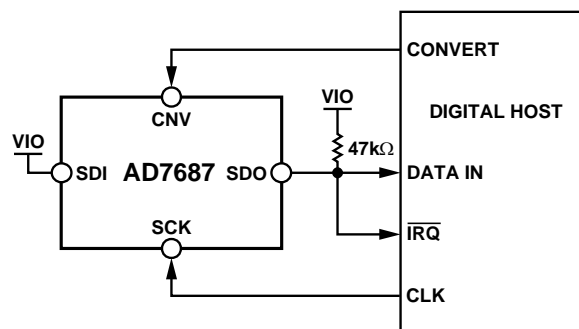 CONVERT
VIO
CNV
DIGITAL HOST
VIO
47kΩ
SDI
AD7687
SDO
DATA IN
SCK
IRQ
CLK